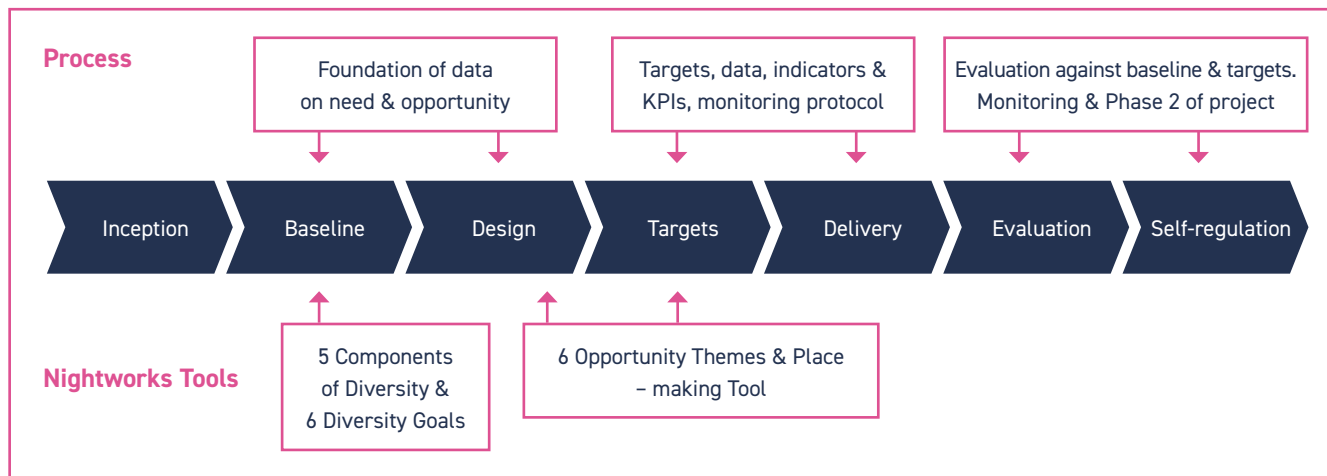 Process
Foundation of data
on need & opportunity
Targets, data, indicators &
KPIs, monitoring protocol
Evaluation against baseline & targets.
Monitoring & Phase 2 of project
Inception
Baseline
Design
Targets
Delivery
Evaluation
Self-regulation
Nightworks Tools
5 Components
of Diversity &
6 Diversity Goals
6 Opportunity Themes & Place
– making Tool